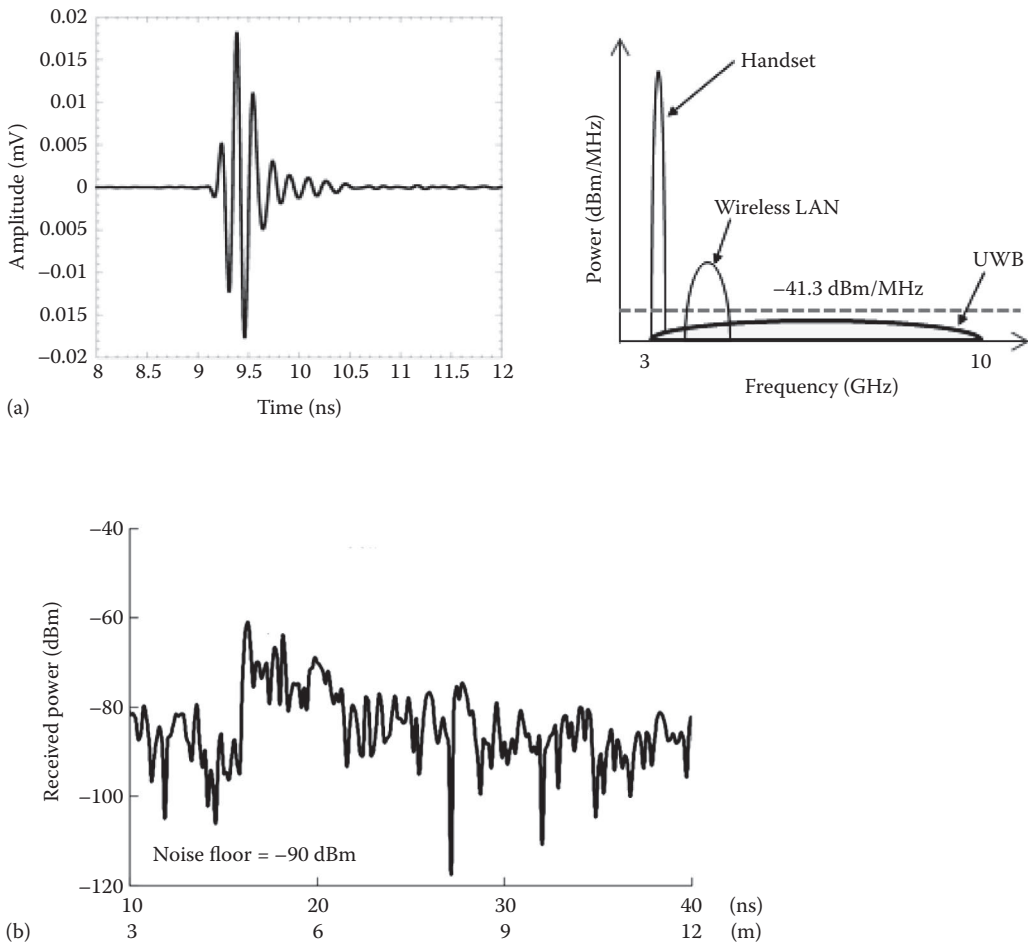 0.02
0.015
0.01
0.005
0
0.005
−0.01
−0.015
−0.02
Amplitude (mV)
8 8.5 9 9.5 10 10.5 11 11.5 12
Time (ns)
(a)
Handset
Wireless LAN
UWB
−41.3 dBm/MHz
Power (dBm/MHz)
3 10
Frequency (GHz)
−40
−60
−80
−100
−120
Received power (dBm)
Noise floor = −90 dBm
10 20 30 40 (ns)
3 6 9 12 (m)
(b)